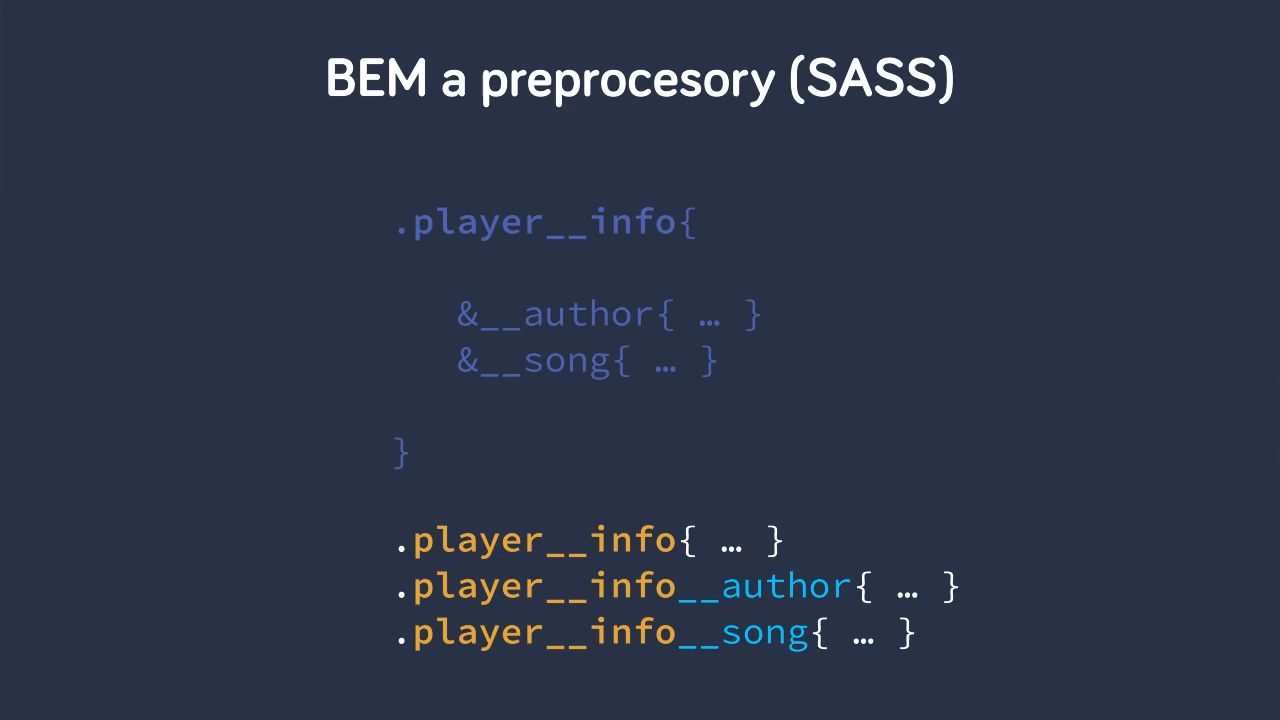 BEM a preprocesory (SASS)
.player__info{
&__author{ … }
&__song{ … }
}
.player__info{ … }
.player__info__author{ … }
.player__info__song{ … }